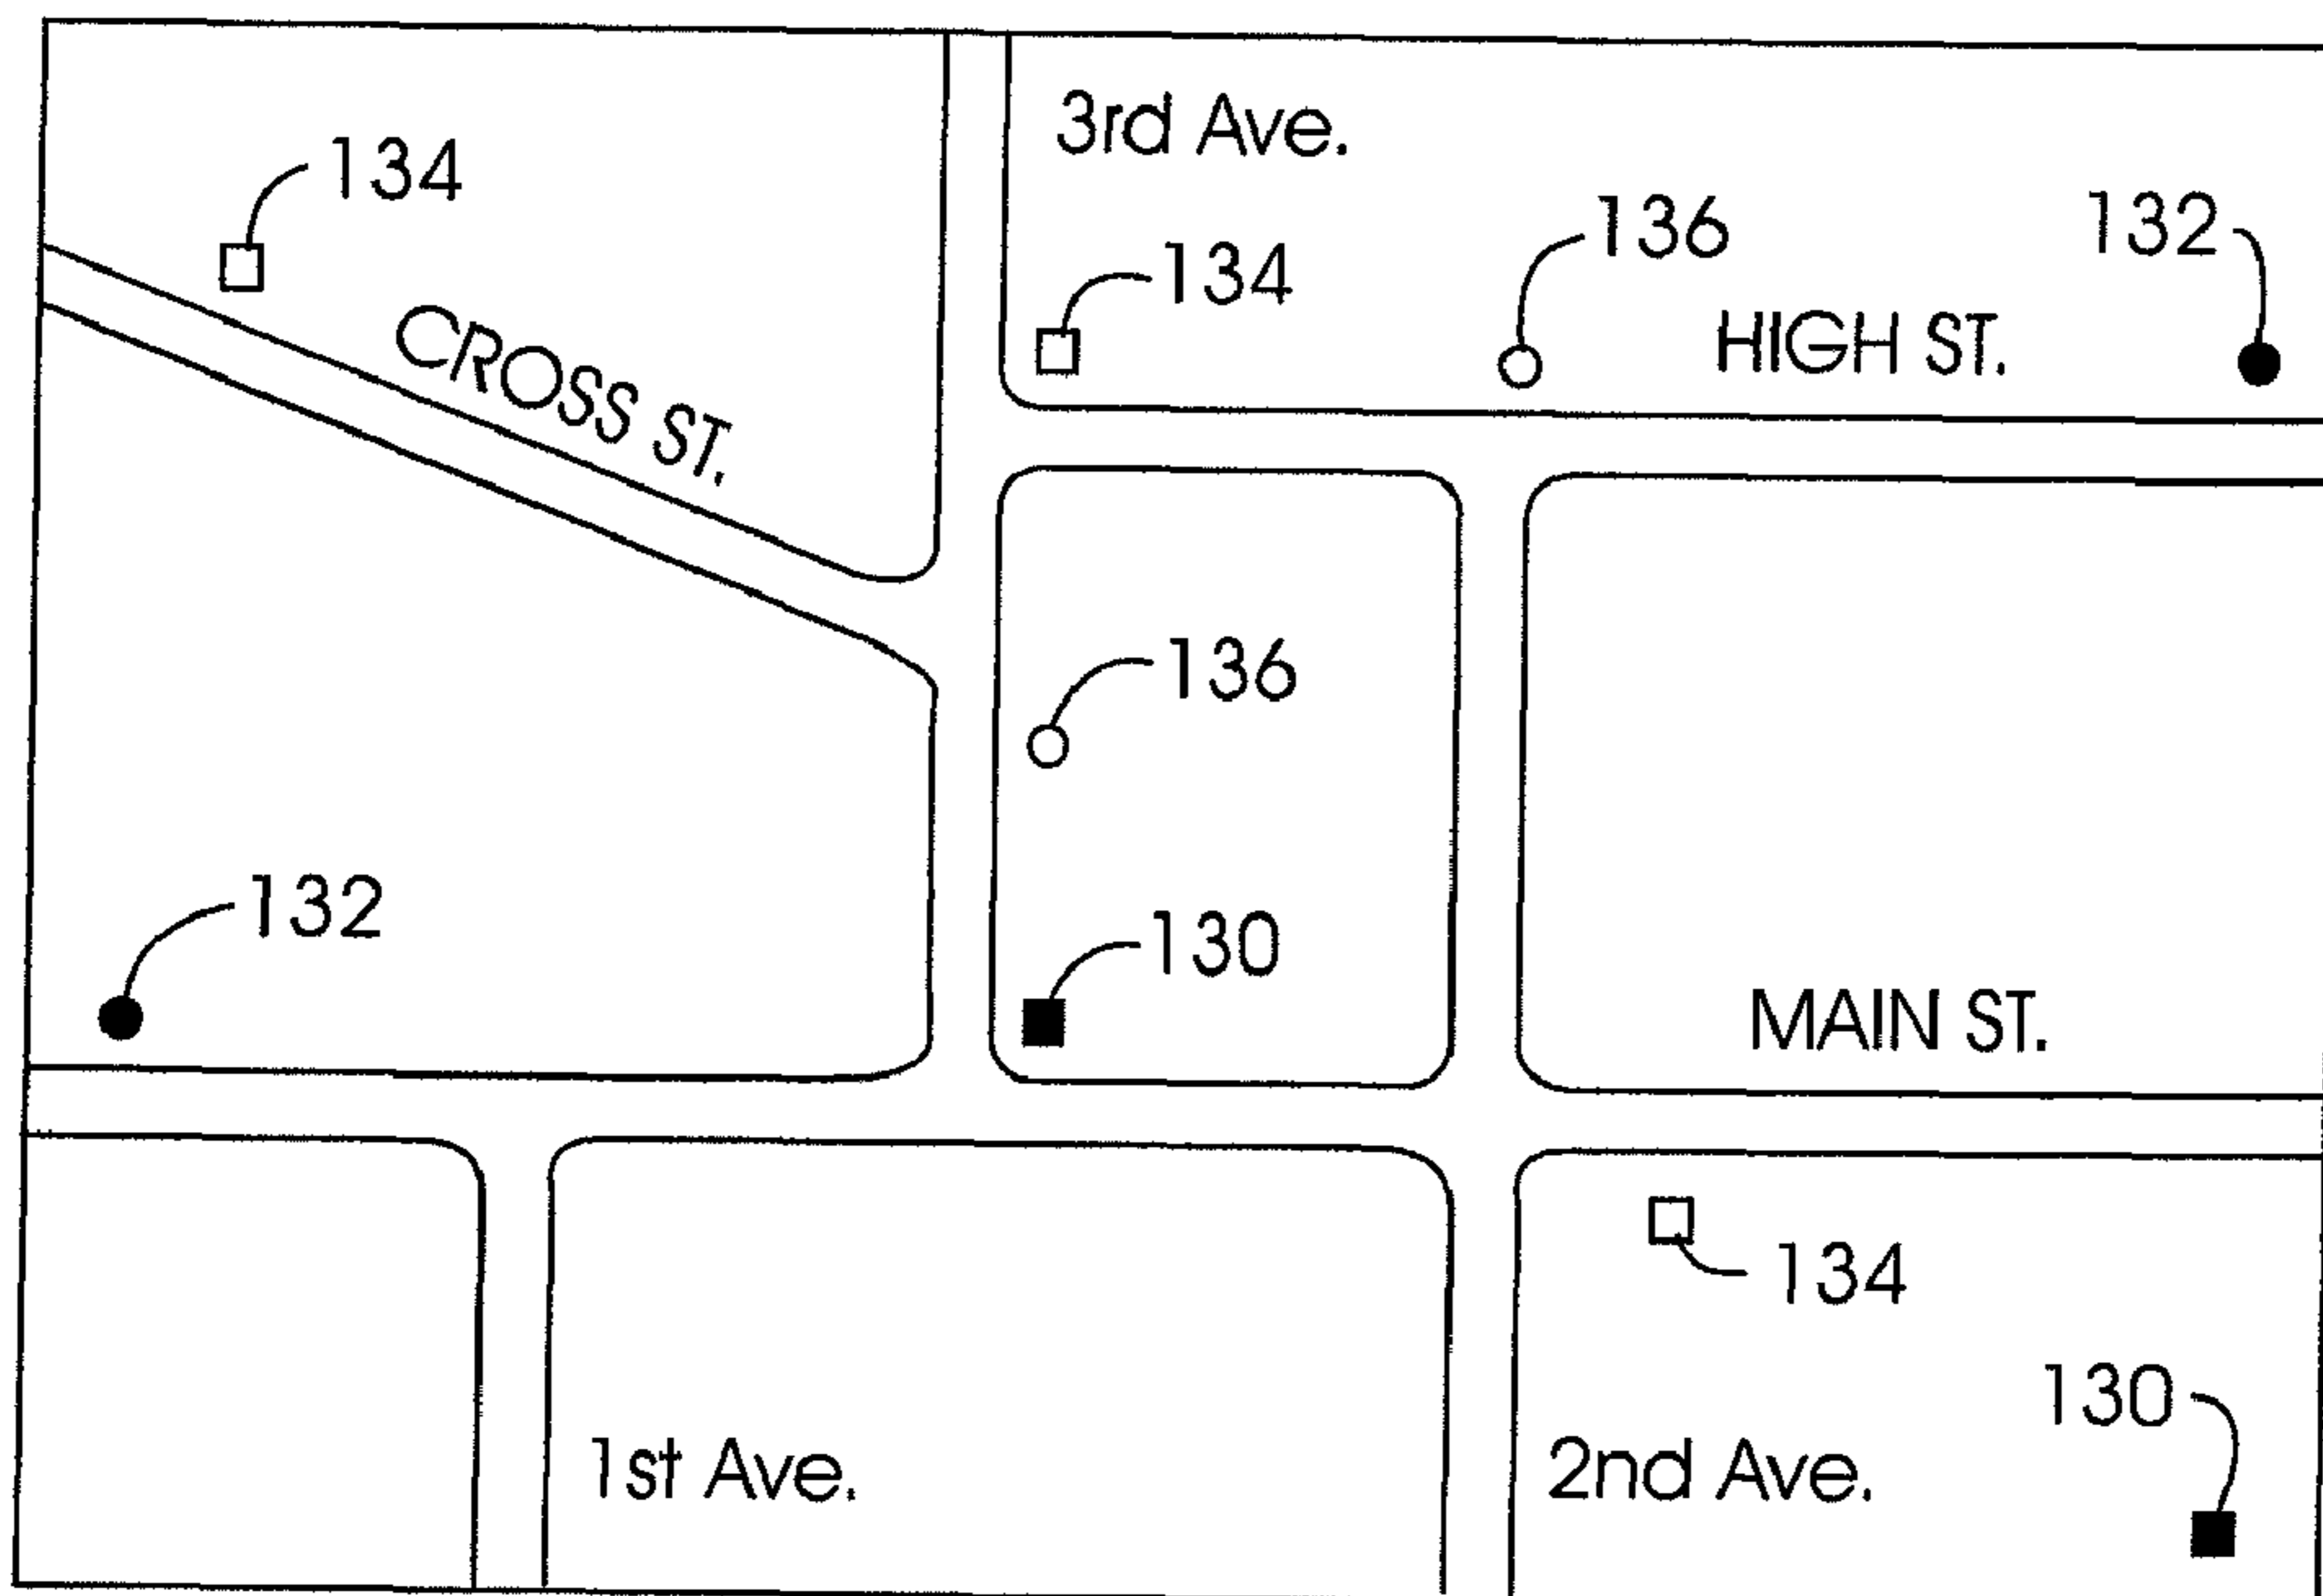 3rd Ave.
134
136
132
134
HIGH ST.
CROSS ST.
136
132
130
MAIN ST.
134
130
1st Ave.
2nd Ave.